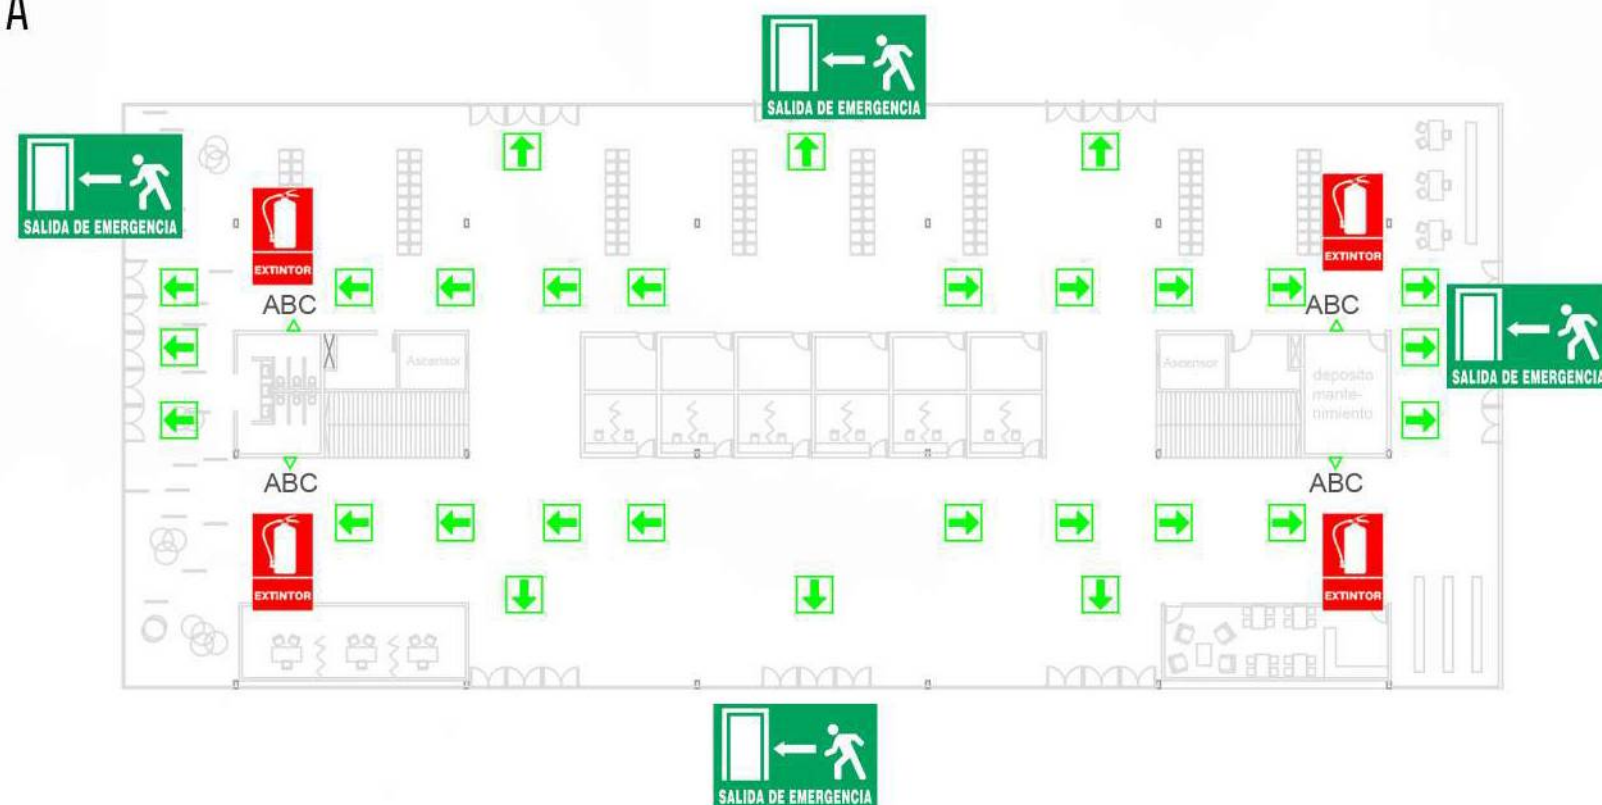 A
SALIDA DE EMERGENCIA
SALIDA DE EMERGENCIA
EXTINTOR
EXTINTOR
ABC
ABC
SALIDA DE EMERGENCIA
Ascensor
Ascensor
deposito
mante-
nimiento
ABC
ABC
EXTINTOR
EXTINTOR
SALIDA DE EMERGENCIA